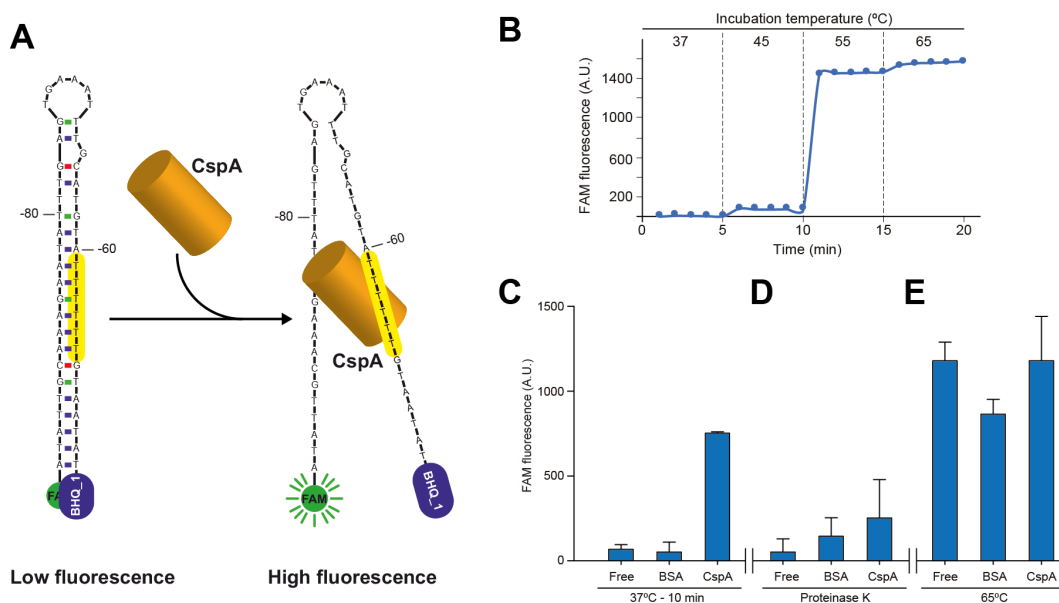 A
CspA
-80
-60
FA
BHQ_1
Low fluorescence
-80
-60
CspA
FAM
BHQ_1
High fluorescence
B
Incubation temperature (ºC)
37 45 55 65
FAM fluorescence (A.U.)
1400
1000
600
200
0 5 10 15 20
Time (min)
C D E
FAM fluorescence (A.U.)
1500
1000
500
0
Free BSA CspA Free BSA CspA Free BSA CspA
37ºC - 10 min Proteinase K 65ºC